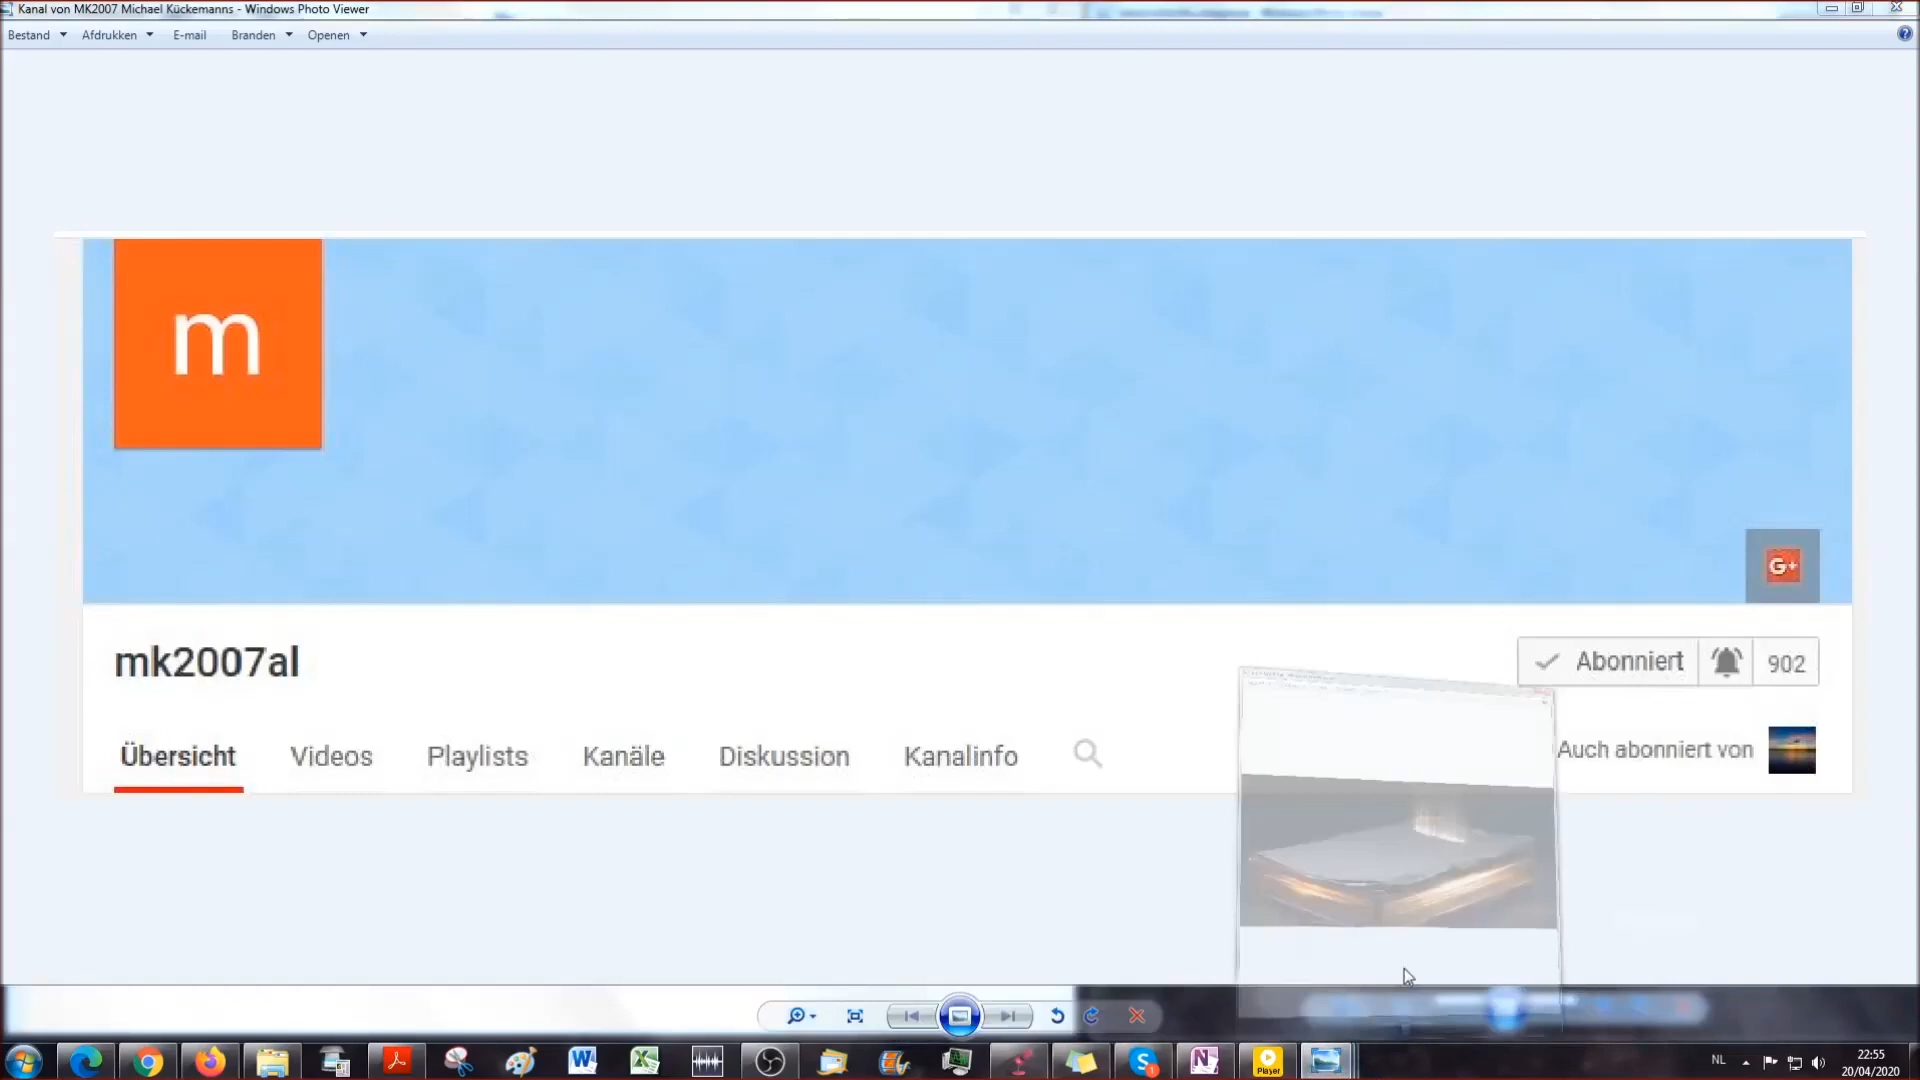 Kanal von MK2007 Michael Kückemanns - Windows Photo Viewer
Bestand Afdrukken E-mail Branden Openen
m
G+
mk2007al
Abonniert 902
Übersicht Videos Playlists Kanäle Diskussion Kanalinfo
Auch abonniert von
Player
NL
22:55
20/04/2020